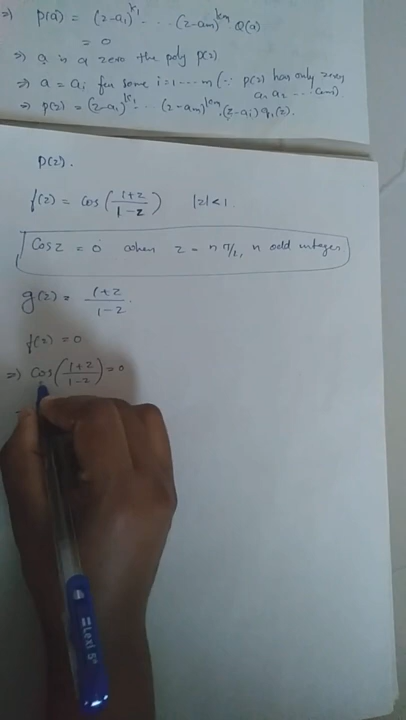 ⇒ p(a) = (z-a₁)^k₁ ... (z-aₘ)^kₘ Q(a)
= 0
⇒ a is a zero the poly p(z)
⇒ a = aᵢ for some i=1...m (∵ p(z) has only zeros
a₁ a₂ ... aₘ)
⇒ p(z) = (z-a₁)^k₁ ... (z-aₘ)^kₘ. (z-aᵢ) q₁(z).
p(z).
f(z) = cos((1+z)/(1-z)) |z|<1.
Cos z = 0 when z = n π/2, n odd integer
g(z) = (1+z)/(1-z).
f(z) = 0
⇒) cos((1+z)/(1-z)) = 0
Lexi 5